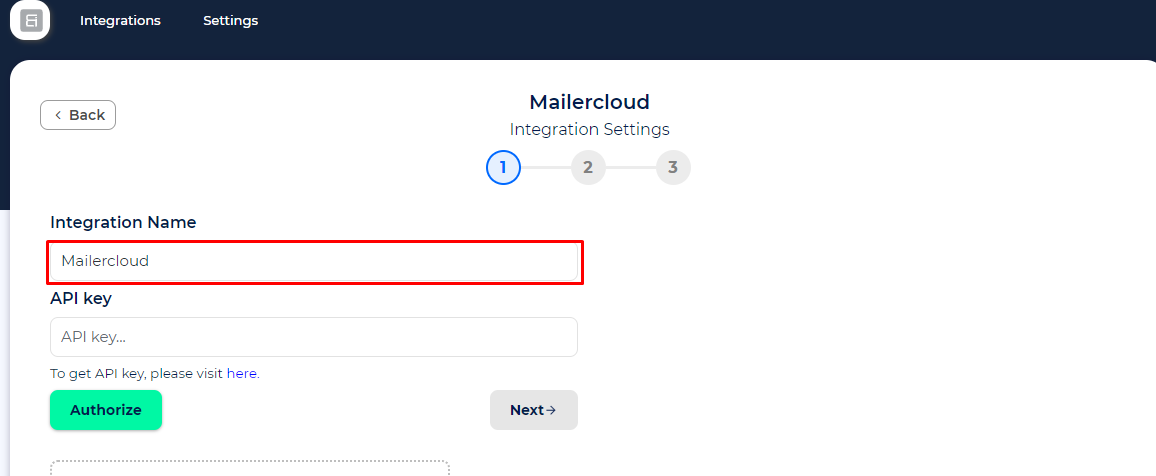 Integrations Settings
Back
Mailercloud
Integration Settings
1 2 3
Integration Name
Mailercloud
API key
API key...
To get API key, please visit here.
Authorize
Next